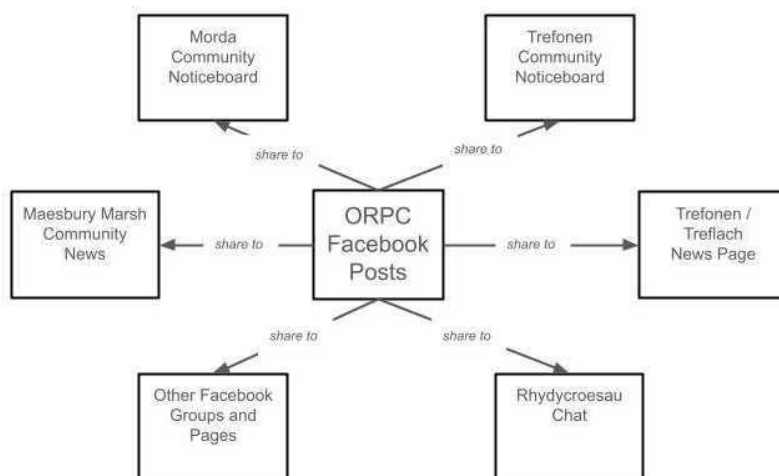 Morda
Community
Noticeboard
Trefonen
Community
Noticeboard
share to
share to
Maesbury Marsh
Community
News
share to
ORPC
Facebook
Posts
share to
Trefonen /
Treflach
News Page
share to
share to
Other Facebook
Groups and
Pages
Rhydycroesau
Chat